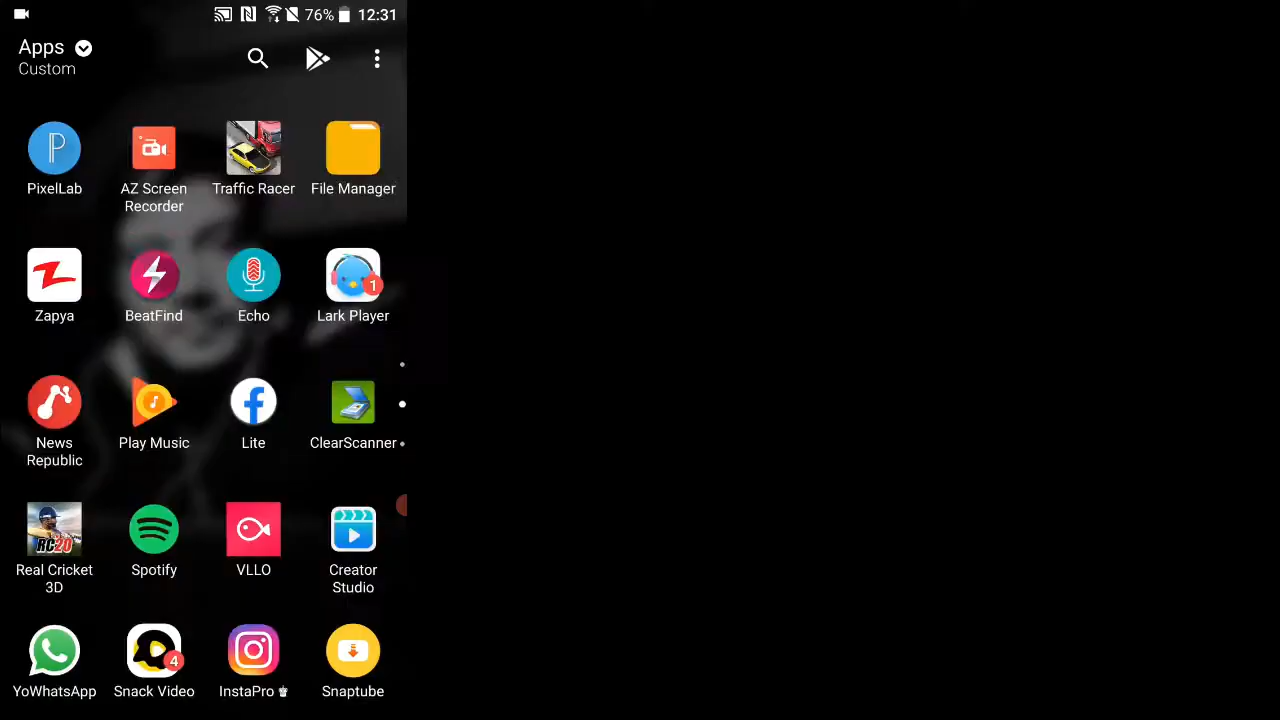 76% 12:31
Apps
Custom
P
PixelLab
AZ Screen
Recorder
Traffic Racer
File Manager
Zapya
BeatFind
Echo
1
Lark Player
News
Republic
Play Music
Lite
ClearScanner
RC20
Real Cricket
3D
Spotify
VLLO
Creator
Studio
4
YoWhatsApp
Snack Video
InstaPro
Snaptube